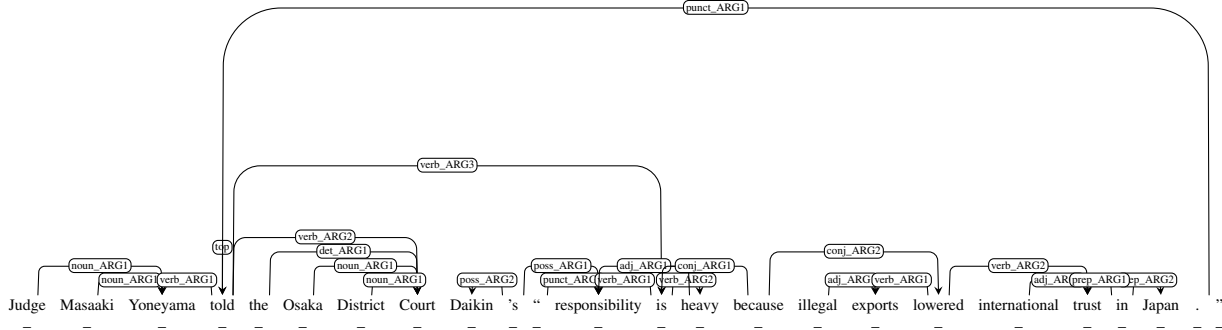 punct_ARG1
verb_ARG3
top verb_ARG2
det_ARG1 conj_ARG2
noun_ARG1 noun_ARG1 poss_ARG1 adj_ARG1 conj_ARG1 verb_ARG2
noun_ARG1 verb_ARG1 noun_ARG1 poss_ARG2 verb_ARG1 verb_ARG2 verb_ARG1 prep_ARG1
Judge Masaaki Yoneyama told the Osaka District Court Daikin 's “ responsibility is heavy because illegal exports lowered international trust in Japan . ”
_ _ _ _ _ _ _ _ _ _ _ _ _ _ _ _ _ _ _ _ _ _ _ _